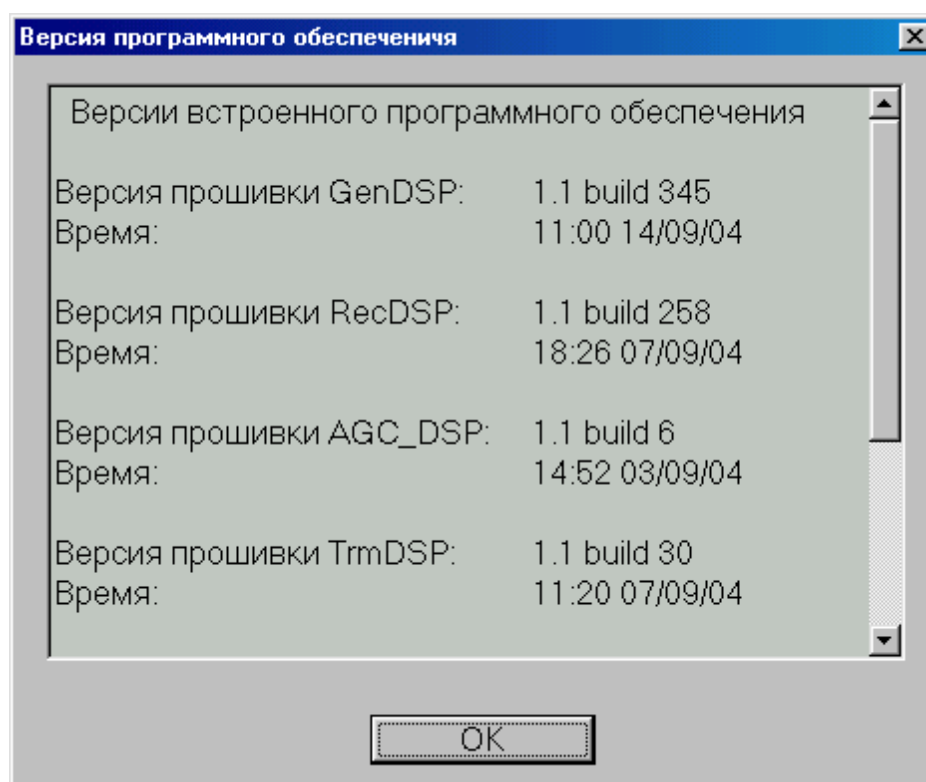 Версия программного обеспеченичя
Версии встроенного программного обеспечения
Версия прошивки GenDSP: 1.1 build 345
Время: 11:00 14/09/04
Версия прошивки RecDSP: 1.1 build 258
Время: 18:26 07/09/04
Версия прошивки AGC_DSP: 1.1 build 6
Время: 14:52 03/09/04
Версия прошивки TrmDSP: 1.1 build 30
Время: 11:20 07/09/04
OK